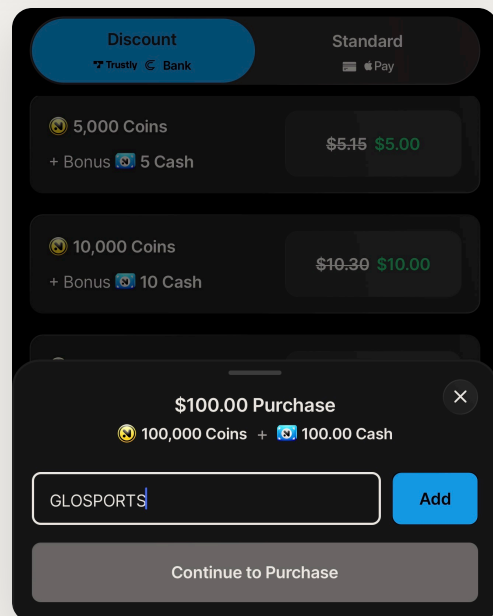 Discount
Standard
Trustly Bank
Pay
5,000 Coins
+ Bonus 5 Cash
$5.15 $5.00
10,000 Coins
+ Bonus 10 Cash
$10.30 $10.00
$100.00 Purchase
100,000 Coins + 100.00 Cash
GLOSPORTS
Add
Continue to Purchase